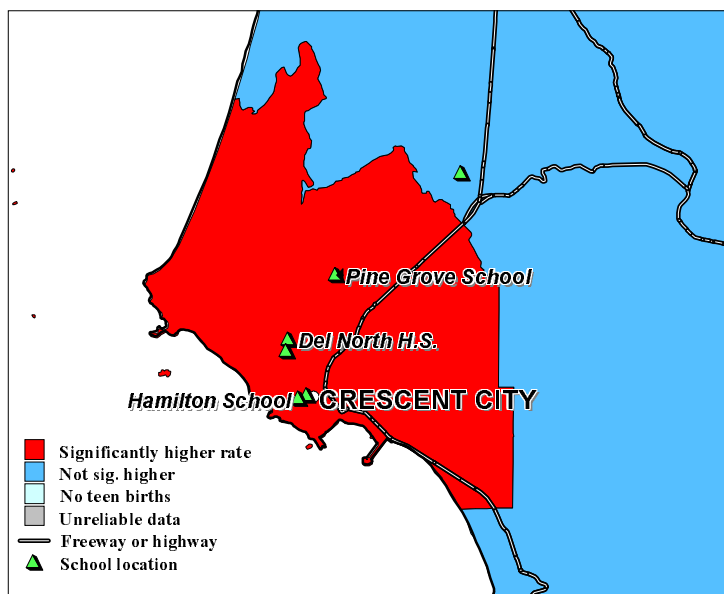 Pine Grove School
Del North H.S.
Hamilton School
CRESCENT CITY
Significantly higher rate
Not sig. higher
No teen births
Unreliable data
Freeway or highway
School location